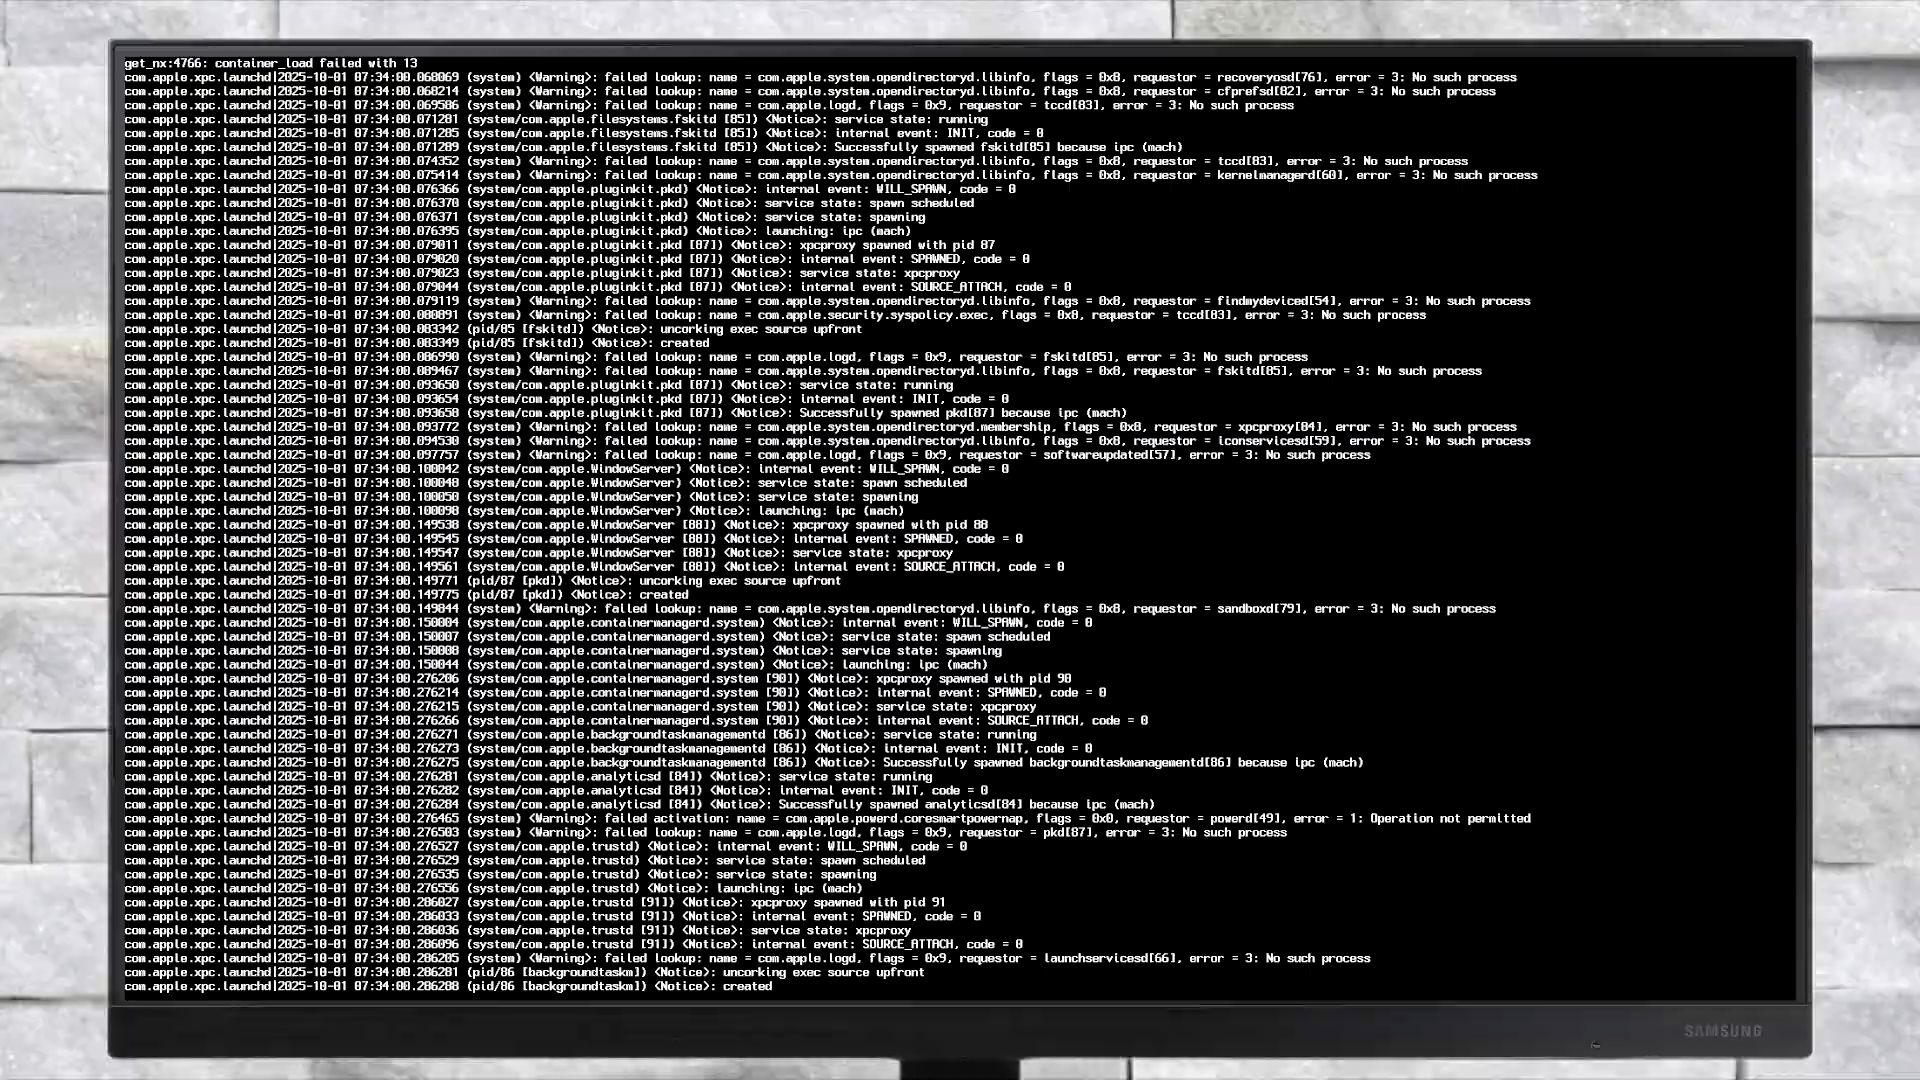 get_nx:4766: container_load failed with 13
com.apple.xpc.launchd|2025-10-01 07:34:00.068069 (system) <Warning>: failed lookup: name = com.apple.system.opendirectoryd.libinfo, flags = 0x8, requestor = recoveryosd[76], error = 3: No such process
com.apple.xpc.launchd|2025-10-01 07:34:00.068214 (system) <Warning>: failed lookup: name = com.apple.system.opendirectoryd.libinfo, flags = 0x8, requestor = cfprefsd[82], error = 3: No such process
com.apple.xpc.launchd|2025-10-01 07:34:00.069586 (system) <Warning>: failed lookup: name = com.apple.logd, flags = 0x9, requestor = tccd[83], error = 3: No such process
com.apple.xpc.launchd|2025-10-01 07:34:00.071281 (system/com.apple.filesystems.fskitd [85]) <Notice>: service state: running
com.apple.xpc.launchd|2025-10-01 07:34:00.071285 (system/com.apple.filesystems.fskitd [85]) <Notice>: internal event: INIT, code = 0
com.apple.xpc.launchd|2025-10-01 07:34:00.071289 (system/com.apple.filesystems.fskitd [85]) <Notice>: Successfully spawned fskitd[85] because ipc (mach)
com.apple.xpc.launchd|2025-10-01 07:34:00.074352 (system) <Warning>: failed lookup: name = com.apple.system.opendirectoryd.libinfo, flags = 0x8, requestor = tccd[83], error = 3: No such process
com.apple.xpc.launchd|2025-10-01 07:34:00.075414 (system) <Warning>: failed lookup: name = com.apple.system.opendirectoryd.libinfo, flags = 0x8, requestor = kernelmanagerd[60], error = 3: No such process
com.apple.xpc.launchd|2025-10-01 07:34:00.076366 (system/com.apple.pluginkit.pkd) <Notice>: internal event: WILL_SPAWN, code = 0
com.apple.xpc.launchd|2025-10-01 07:34:00.076370 (system/com.apple.pluginkit.pkd) <Notice>: service state: spawn scheduled
com.apple.xpc.launchd|2025-10-01 07:34:00.076371 (system/com.apple.pluginkit.pkd) <Notice>: service state: spawning
com.apple.xpc.launchd|2025-10-01 07:34:00.076395 (system/com.apple.pluginkit.pkd) <Notice>: launching: ipc (mach)
com.apple.xpc.launchd|2025-10-01 07:34:00.079011 (system/com.apple.pluginkit.pkd [87]) <Notice>: xpcproxy spawned with pid 87
com.apple.xpc.launchd|2025-10-01 07:34:00.079020 (system/com.apple.pluginkit.pkd [87]) <Notice>: internal event: SPAWNED, code = 0
com.apple.xpc.launchd|2025-10-01 07:34:00.079023 (system/com.apple.pluginkit.pkd [87]) <Notice>: service state: xpcproxy
com.apple.xpc.launchd|2025-10-01 07:34:00.079044 (system/com.apple.pluginkit.pkd [87]) <Notice>: internal event: SOURCE_ATTACH, code = 0
com.apple.xpc.launchd|2025-10-01 07:34:00.079119 (system) <Warning>: failed lookup: name = com.apple.system.opendirectoryd.libinfo, flags = 0x8, requestor = findmydeviced[54], error = 3: No such process
com.apple.xpc.launchd|2025-10-01 07:34:00.080891 (system) <Warning>: failed lookup: name = com.apple.security.syspolicy.exec, flags = 0x8, requestor = tccd[83], error = 3: No such process
com.apple.xpc.launchd|2025-10-01 07:34:00.083342 (pid/85 [fskitd]) <Notice>: uncorking exec source upfront
com.apple.xpc.launchd|2025-10-01 07:34:00.083349 (pid/85 [fskitd]) <Notice>: created
com.apple.xpc.launchd|2025-10-01 07:34:00.086990 (system) <Warning>: failed lookup: name = com.apple.logd, flags = 0x9, requestor = fskitd[85], error = 3: No such process
com.apple.xpc.launchd|2025-10-01 07:34:00.089467 (system) <Warning>: failed lookup: name = com.apple.system.opendirectoryd.libinfo, flags = 0x8, requestor = fskitd[85], error = 3: No such process
com.apple.xpc.launchd|2025-10-01 07:34:00.093650 (system/com.apple.pluginkit.pkd [87]) <Notice>: service state: running
com.apple.xpc.launchd|2025-10-01 07:34:00.093654 (system/com.apple.pluginkit.pkd [87]) <Notice>: internal event: INIT, code = 0
com.apple.xpc.launchd|2025-10-01 07:34:00.093658 (system/com.apple.pluginkit.pkd [87]) <Notice>: Successfully spawned pkd[87] because ipc (mach)
com.apple.xpc.launchd|2025-10-01 07:34:00.093772 (system) <Warning>: failed lookup: name = com.apple.system.opendirectoryd.membership, flags = 0x8, requestor = xpcproxy[84], error = 3: No such process
com.apple.xpc.launchd|2025-10-01 07:34:00.094530 (system) <Warning>: failed lookup: name = com.apple.system.opendirectoryd.libinfo, flags = 0x8, requestor = iconservicesd[59], error = 3: No such process
com.apple.xpc.launchd|2025-10-01 07:34:00.097757 (system) <Warning>: failed lookup: name = com.apple.logd, flags = 0x9, requestor = softwareupdated[57], error = 3: No such process
com.apple.xpc.launchd|2025-10-01 07:34:00.100042 (system/com.apple.WindowServer) <Notice>: internal event: WILL_SPAWN, code = 0
com.apple.xpc.launchd|2025-10-01 07:34:00.100048 (system/com.apple.WindowServer) <Notice>: service state: spawn scheduled
com.apple.xpc.launchd|2025-10-01 07:34:00.100050 (system/com.apple.WindowServer) <Notice>: service state: spawning
com.apple.xpc.launchd|2025-10-01 07:34:00.100098 (system/com.apple.WindowServer) <Notice>: launching: ipc (mach)
com.apple.xpc.launchd|2025-10-01 07:34:00.149538 (system/com.apple.WindowServer [88]) <Notice>: xpcproxy spawned with pid 88
com.apple.xpc.launchd|2025-10-01 07:34:00.149545 (system/com.apple.WindowServer [88]) <Notice>: internal event: SPAWNED, code = 0
com.apple.xpc.launchd|2025-10-01 07:34:00.149547 (system/com.apple.WindowServer [88]) <Notice>: service state: xpcproxy
com.apple.xpc.launchd|2025-10-01 07:34:00.149561 (system/com.apple.WindowServer [88]) <Notice>: internal event: SOURCE_ATTACH, code = 0
com.apple.xpc.launchd|2025-10-01 07:34:00.149771 (pid/87 [pkd]) <Notice>: uncorking exec source upfront
com.apple.xpc.launchd|2025-10-01 07:34:00.149775 (pid/87 [pkd]) <Notice>: created
com.apple.xpc.launchd|2025-10-01 07:34:00.149844 (system) <Warning>: failed lookup: name = com.apple.system.opendirectoryd.libinfo, flags = 0x8, requestor = sandboxd[79], error = 3: No such process
com.apple.xpc.launchd|2025-10-01 07:34:00.150004 (system/com.apple.containermanagerd.system) <Notice>: internal event: WILL_SPAWN, code = 0
com.apple.xpc.launchd|2025-10-01 07:34:00.150007 (system/com.apple.containermanagerd.system) <Notice>: service state: spawn scheduled
com.apple.xpc.launchd|2025-10-01 07:34:00.150008 (system/com.apple.containermanagerd.system) <Notice>: service state: spawning
com.apple.xpc.launchd|2025-10-01 07:34:00.150044 (system/com.apple.containermanagerd.system) <Notice>: launching: ipc (mach)
com.apple.xpc.launchd|2025-10-01 07:34:00.276206 (system/com.apple.containermanagerd.system [90]) <Notice>: xpcproxy spawned with pid 90
com.apple.xpc.launchd|2025-10-01 07:34:00.276214 (system/com.apple.containermanagerd.system [90]) <Notice>: internal event: SPAWNED, code = 0
com.apple.xpc.launchd|2025-10-01 07:34:00.276215 (system/com.apple.containermanagerd.system [90]) <Notice>: service state: xpcproxy
com.apple.xpc.launchd|2025-10-01 07:34:00.276266 (system/com.apple.containermanagerd.system [90]) <Notice>: internal event: SOURCE_ATTACH, code = 0
com.apple.xpc.launchd|2025-10-01 07:34:00.276271 (system/com.apple.backgroundtaskmanagementd [86]) <Notice>: service state: running
com.apple.xpc.launchd|2025-10-01 07:34:00.276273 (system/com.apple.backgroundtaskmanagementd [86]) <Notice>: internal event: INIT, code = 0
com.apple.xpc.launchd|2025-10-01 07:34:00.276275 (system/com.apple.backgroundtaskmanagementd [86]) <Notice>: Successfully spawned backgroundtaskmanagementd[86] because ipc (mach)
com.apple.xpc.launchd|2025-10-01 07:34:00.276281 (system/com.apple.analyticsd [84]) <Notice>: service state: running
com.apple.xpc.launchd|2025-10-01 07:34:00.276282 (system/com.apple.analyticsd [84]) <Notice>: internal event: INIT, code = 0
com.apple.xpc.launchd|2025-10-01 07:34:00.276284 (system/com.apple.analyticsd [84]) <Notice>: Successfully spawned analyticsd[84] because ipc (mach)
com.apple.xpc.launchd|2025-10-01 07:34:00.276465 (system) <Warning>: failed activation: name = com.apple.powerd.coresmartpowernap, flags = 0x0, requestor = powerd[49], error = 1: Operation not permitted
com.apple.xpc.launchd|2025-10-01 07:34:00.276503 (system) <Warning>: failed lookup: name = com.apple.logd, flags = 0x9, requestor = pkd[87], error = 3: No such process
com.apple.xpc.launchd|2025-10-01 07:34:00.276527 (system/com.apple.trustd) <Notice>: internal event: WILL_SPAWN, code = 0
com.apple.xpc.launchd|2025-10-01 07:34:00.276529 (system/com.apple.trustd) <Notice>: service state: spawn scheduled
com.apple.xpc.launchd|2025-10-01 07:34:00.276535 (system/com.apple.trustd) <Notice>: service state: spawning
com.apple.xpc.launchd|2025-10-01 07:34:00.276556 (system/com.apple.trustd) <Notice>: launching: ipc (mach)
com.apple.xpc.launchd|2025-10-01 07:34:00.286027 (system/com.apple.trustd [91]) <Notice>: xpcproxy spawned with pid 91
com.apple.xpc.launchd|2025-10-01 07:34:00.286033 (system/com.apple.trustd [91]) <Notice>: internal event: SPAWNED, code = 0
com.apple.xpc.launchd|2025-10-01 07:34:00.286036 (system/com.apple.trustd [91]) <Notice>: service state: xpcproxy
com.apple.xpc.launchd|2025-10-01 07:34:00.286096 (system/com.apple.trustd [91]) <Notice>: internal event: SOURCE_ATTACH, code = 0
com.apple.xpc.launchd|2025-10-01 07:34:00.286205 (system) <Warning>: failed lookup: name = com.apple.logd, flags = 0x9, requestor = launchservicesd[66], error = 3: No such process
com.apple.xpc.launchd|2025-10-01 07:34:00.286281 (pid/86 [backgroundtaskm]) <Notice>: uncorking exec source upfront
com.apple.xpc.launchd|2025-10-01 07:34:00.286288 (pid/86 [backgroundtaskm]) <Notice>: created
SAMSUNG